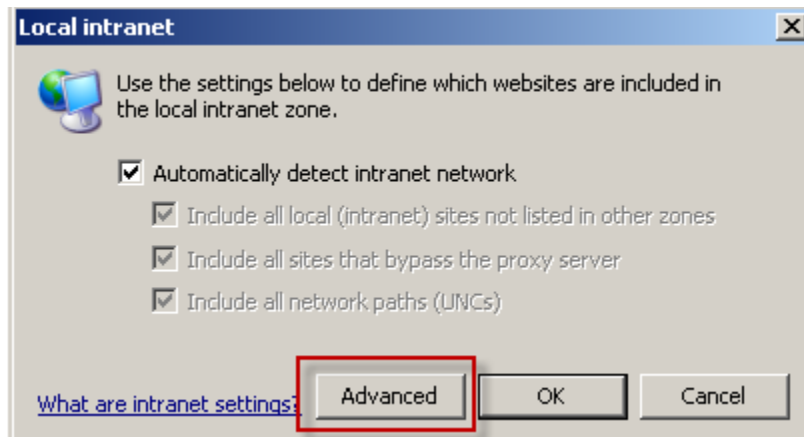 Local intranet
Use the settings below to define which websites are included in
the local intranet zone.
Automatically detect intranet network
Include all local (intranet) sites not listed in other zones
Include all sites that bypass the proxy server
Include all network paths (UNCs)
What are intranet settings?
Advanced
OK
Cancel